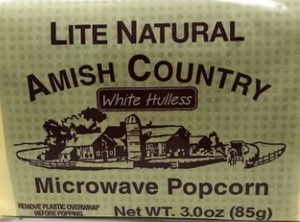 LITE NATURAL
AMISH COUNTRY
White Hulless
Microwave Popcorn
REMOVE PLASTIC OVERWRAP
BEFORE POPPING
Net WT. 3.0oz (85g)